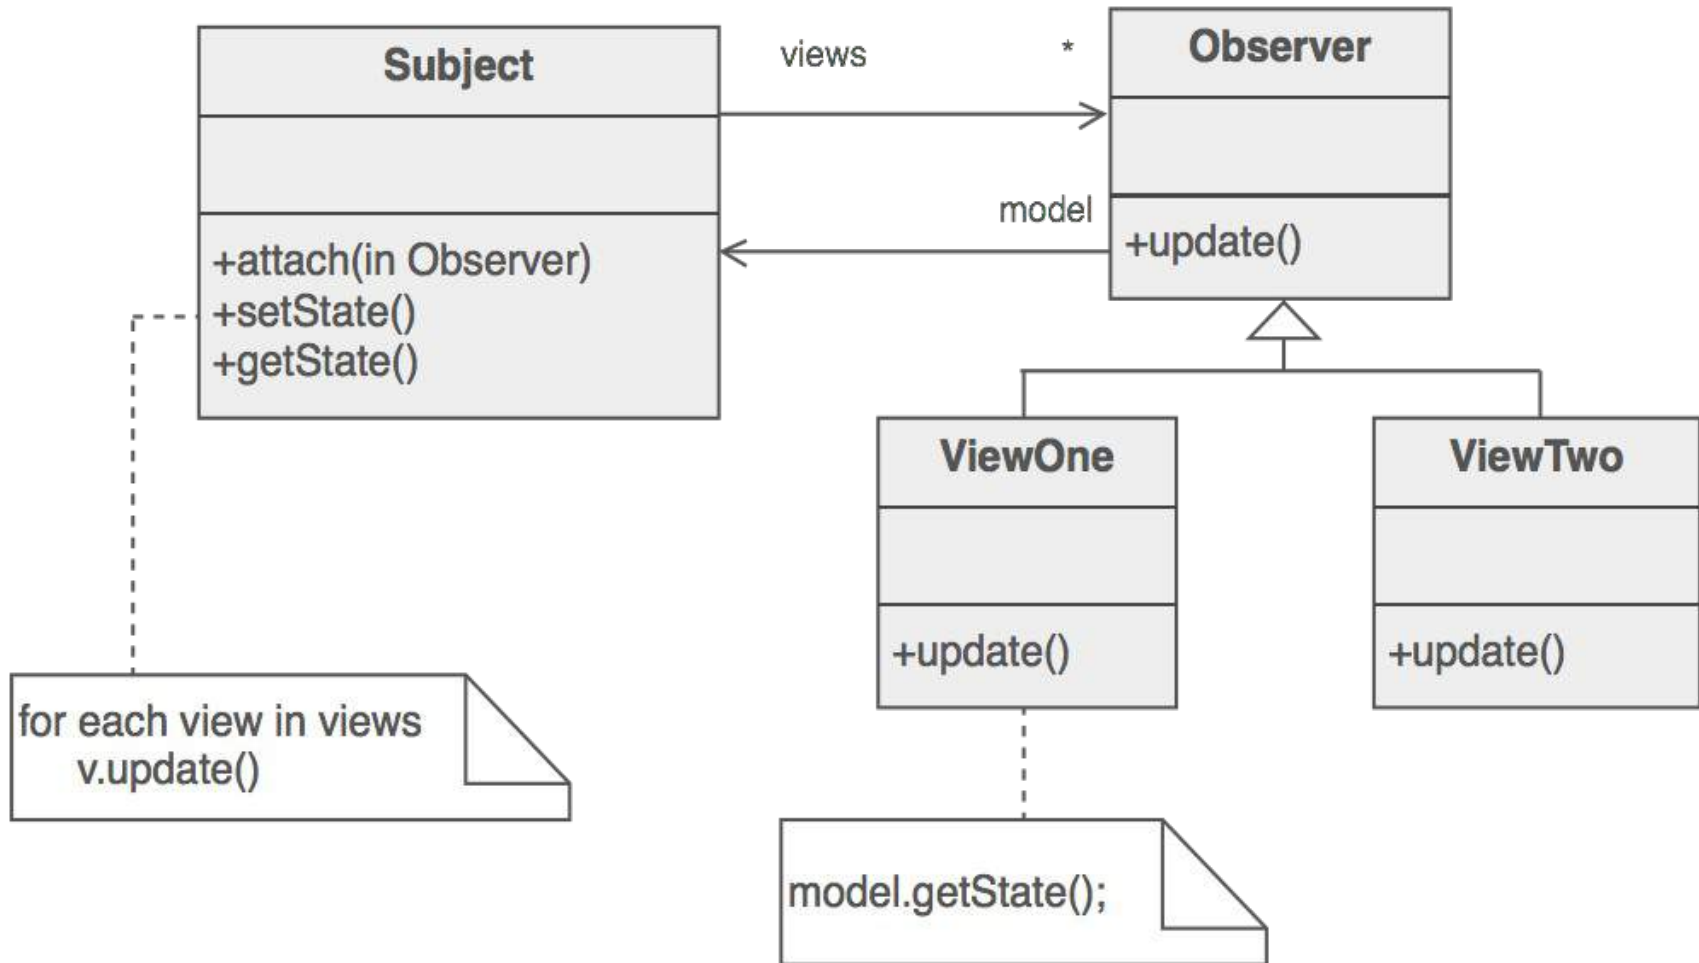 Subject
+attach(in Observer)
+setState()
+getState()
views
*
model
Observer
+update()
ViewOne
+update()
ViewTwo
+update()
for each view in views
v.update()
model.getState();